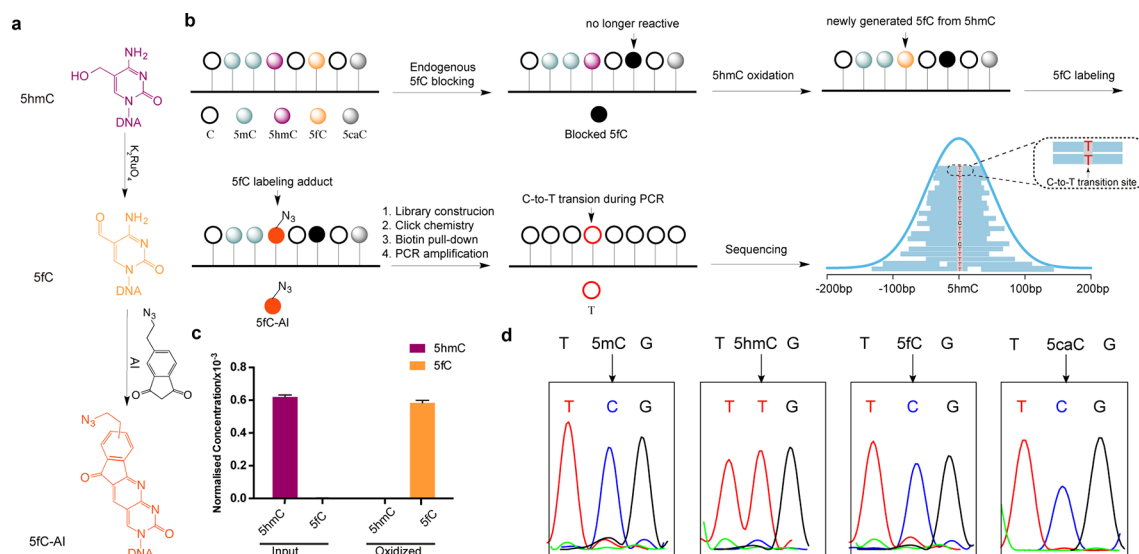 a
NH₂
HO
N
N
O
5hmC
DNA
K₂RuO₄
O
NH₂
N
N
O
5fC
DNA
N₃
AI
O
O
N₃
O
N
N
N
O
5fC-AI
DNA
b
Endogenous
5fC blocking
no longer reactive
5hmC oxidation
newly generated 5fC from 5hmC
5fC labeling
C
5mC
5hmC
5fC
5caC
Blocked 5fC
5fC labeling adduct
N₃
1. Library construcion
2. Click chemistry
3. Biotin pull-down
4. PCR amplification
C-to-T transion during PCR
Sequencing
T
T
C-to-T transition site
-200bp
-100bp
5hmC
100bp
200bp
N₃
5fC-AI
T
c
5hmC
5fC
Normalised Concentration/x10⁻³
0.8
0.6
0.4
0.2
0.0
5hmC
5fC
5hmC
5fC
Input
Oxidized
d
T 5mC G
T 5hmC G
T 5fC G
T 5caC G
T C G
T T G
T C G
T C G